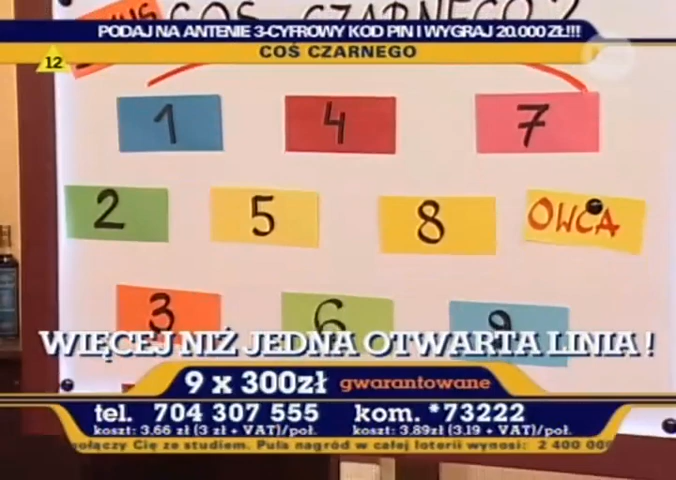 COŚ CZARNEGO?
PODAJ NA ANTENIE 3-CYFROWY KOD PIN I WYGRAJ 20.000 ZŁ!!!
COŚ CZARNEGO
12
1 4 7
2 5 8 OWCA
3 6 9
WIĘCEJ NIŻ JEDNA OTWARTA LINIA !
9 x 300zł gwarantowane
tel. 704 307 555 kom. *73222
koszt: 3.66 zł (3 zł + VAT)/poł. koszt: 3.89zł (3.19 + VAT)/poł.
Cię ze studiem. Pula nagród w całej loterii wynosi: 2 400